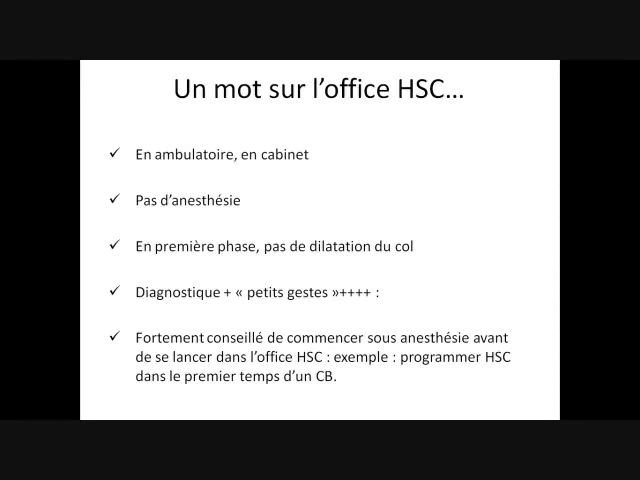 Un mot sur l’office HSC…
✓ En ambulatoire, en cabinet
✓ Pas d’anesthésie
✓ En première phase, pas de dilatation du col
✓ Diagnostique + « petits gestes »++++ :
✓ Fortement conseillé de commencer sous anesthésie avant
de se lancer dans l’office HSC : exemple : programmer HSC
dans le premier temps d’un CB.